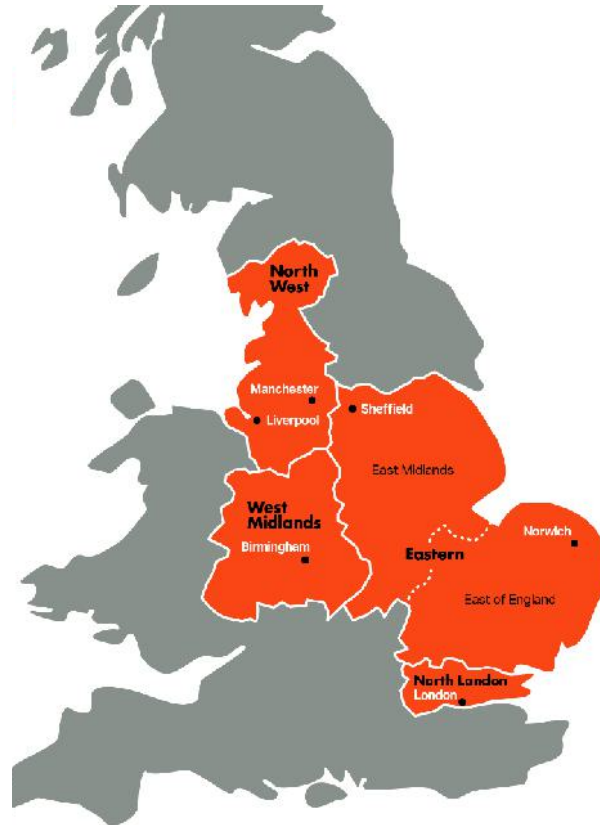 North
West
Manchester
Liverpool
Sheffield
East Midlands
West
Midlands
Birmingham
Eastern
Norwich
East of England
North London
London